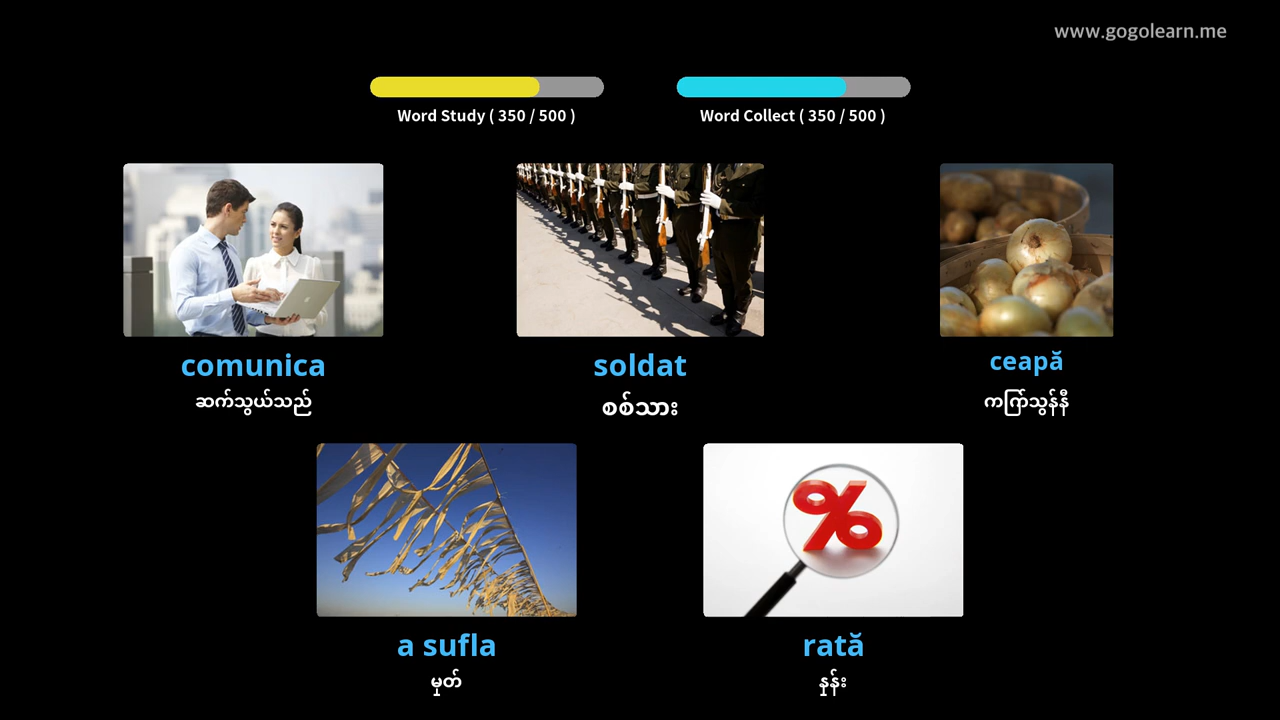 www.gogolearn.me
Word Study ( 350 / 500 )
Word Collect ( 350 / 500 )
comunica
ဆက်သွယ်သည်
soldat
စစ်သား
ceapă
ကကြာ်သွန်နီ
a sufla
မှုတ်
%
rată
နှုန်း